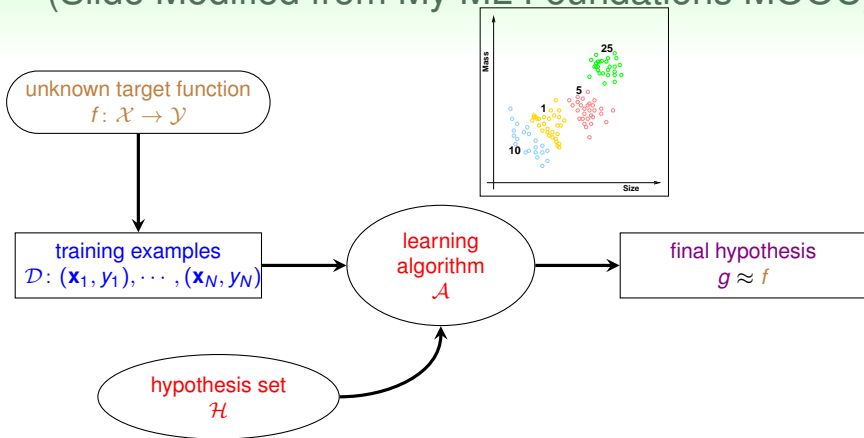 (Slide Modified from My ML Foundations MOOC)
unknown target function
f: 𝒳 → 𝒴
Mass
25
5
1
10
Size
training examples
𝒟: (𝐱₁, y₁), ⋯ , (𝐱_N, y_N)
learning
algorithm
𝒜
final hypothesis
g ≈ f
hypothesis set
ℋ